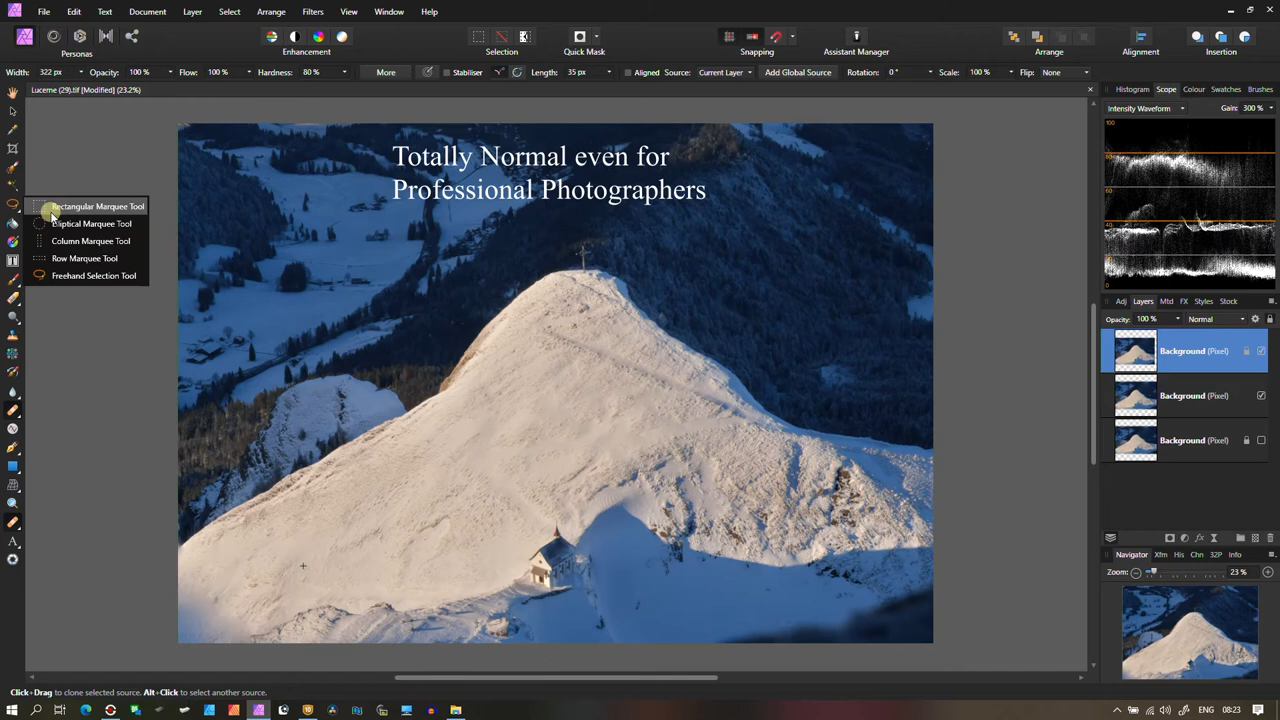 File Edit Text Document Layer Select Arrange Filters View Window Help
Personas Enhancement Selection Quick Mask Snapping Assistant Manager Arrange Alignment Insertion
Width: 322 px Opacity: 100 % Flow: 100 % Hardness: 80 % More Stabiliser Length: 35 px Aligned Source: Current Layer Add Global Source Rotation: 0 ° Scale: 100 % Flip: None
Lucerne (29).tif [Modified] (23.2%)
Histogram Scope Colour Swatches Brushes
Intensity Waveform Gain: 300 %
100
80
60
0
Totally Normal even for
Professional Photographers
Rectangular Marquee Tool
Elliptical Marquee Tool
Column Marquee Tool
Row Marquee Tool
Freehand Selection Tool
Adj Layers Mtd FX Styles Stock
Opacity: 100 % Normal
Background (Pixel)
Background (Pixel)
Background (Pixel)
Navigator Xfm His Chn 32P Info
Zoom: 23 %
Click+Drag to clone selected source. Alt+Click to select another source.
ENG 08:23